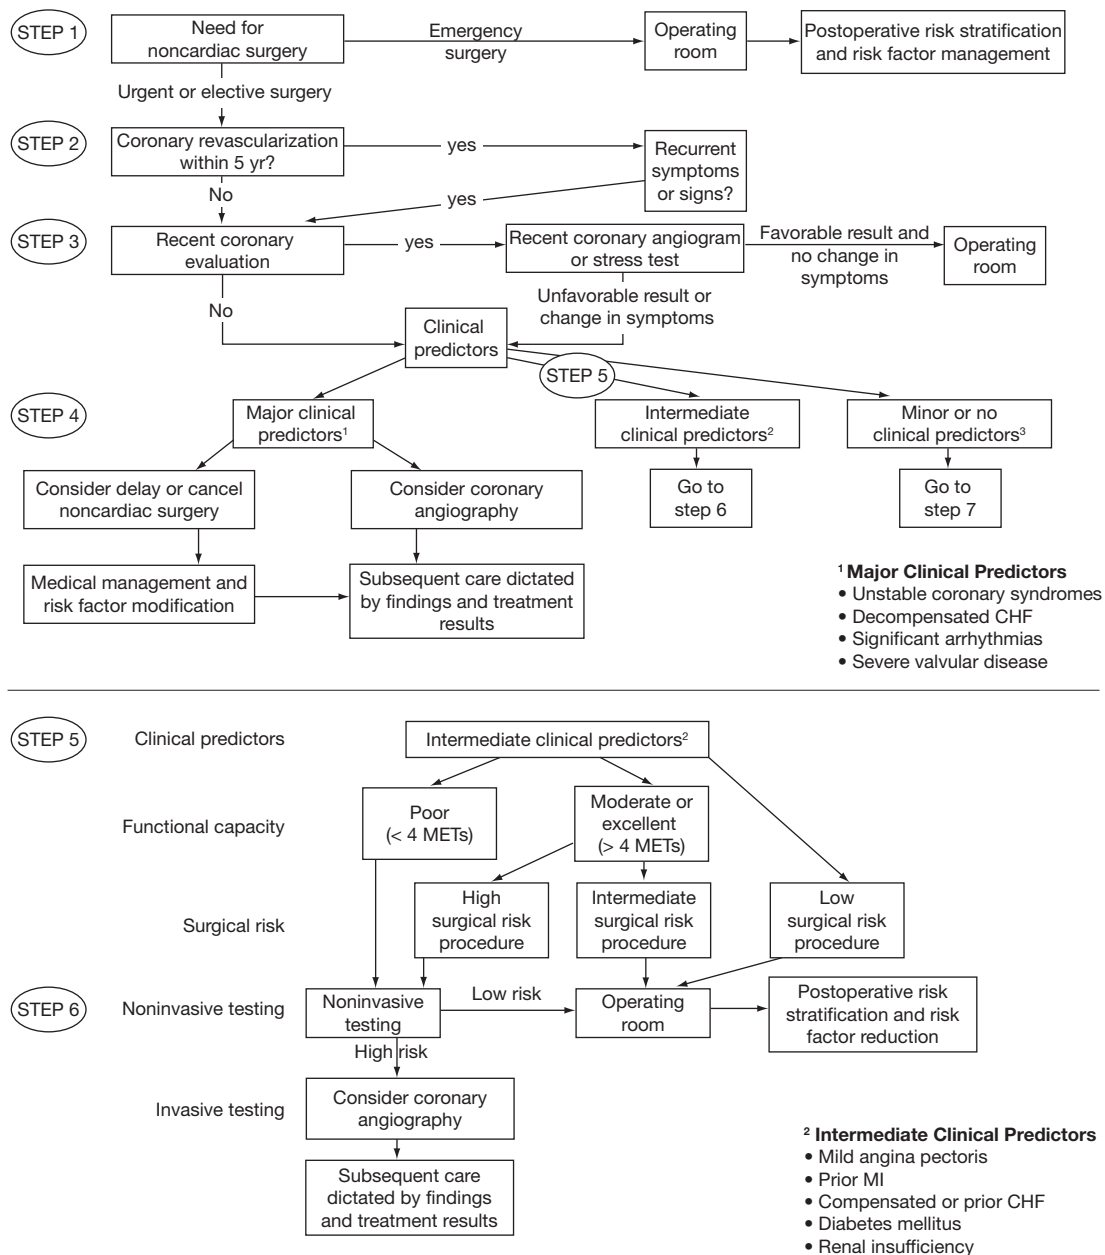 STEP 1
Need for
noncardiac surgery
Emergency
surgery
Operating
room
Postoperative risk stratification
and risk factor management
Urgent or elective surgery
STEP 2
Coronary revascularization
within 5 yr?
yes
Recurrent
symptoms
or signs?
No
yes
STEP 3
Recent coronary
evaluation
yes
Recent coronary angiogram
or stress test
Favorable result and
no change in
symptoms
Operating
room
No
Unfavorable result or
change in symptoms
Clinical
predictors
STEP 5
STEP 4
Major clinical
predictors¹
Intermediate
clinical predictors²
Minor or no
clinical predictors³
Consider delay or cancel
noncardiac surgery
Consider coronary
angiography
Go to
step 6
Go to
step 7
Medical management and
risk factor modification
Subsequent care dictated
by findings and treatment
results
¹ Major Clinical Predictors
• Unstable coronary syndromes
• Decompensated CHF
• Significant arrhythmias
• Severe valvular disease
STEP 5
Clinical predictors
Intermediate clinical predictors²
Functional capacity
Poor
(< 4 METs)
Moderate or
excellent
(> 4 METs)
Surgical risk
High
surgical risk
procedure
Intermediate
surgical risk
procedure
Low
surgical risk
procedure
STEP 6
Noninvasive testing
Noninvasive
testing
Low risk
Operating
room
Postoperative risk
stratification and risk
factor reduction
High risk
Invasive testing
Consider coronary
angiography
Subsequent care
dictated by findings
and treatment results
² Intermediate Clinical Predictors
• Mild angina pectoris
• Prior MI
• Compensated or prior CHF
• Diabetes mellitus
• Renal insufficiency